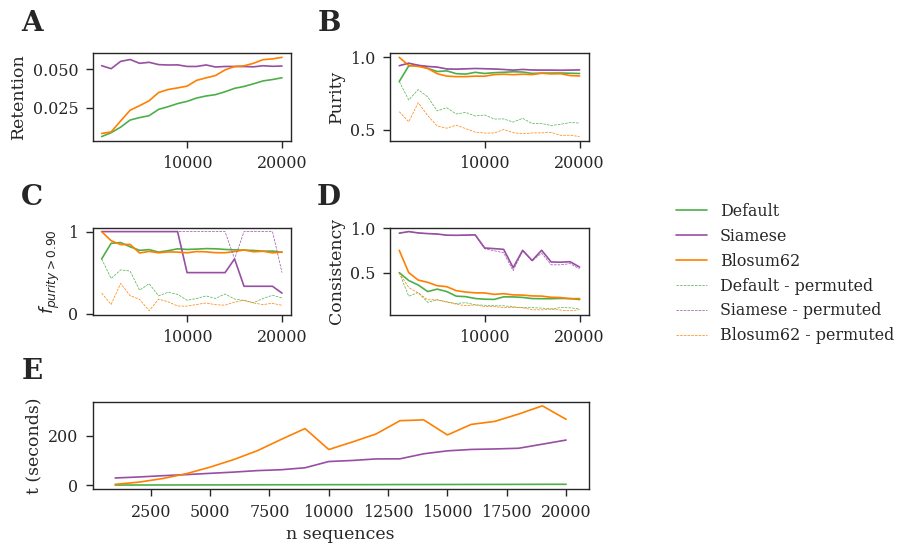 A
B
Retention
0.050
0.025
10000
20000
Purity
1.0
0.5
10000
20000
C
D
f_{purity>0.90}
1
0
10000
20000
Consistency
1.0
0.5
10000
20000
Default
Siamese
Blosum62
Default - permuted
Siamese - permuted
Blosum62 - permuted
E
t (seconds)
200
0
2500
5000
7500
10000
12500
15000
17500
20000
n sequences